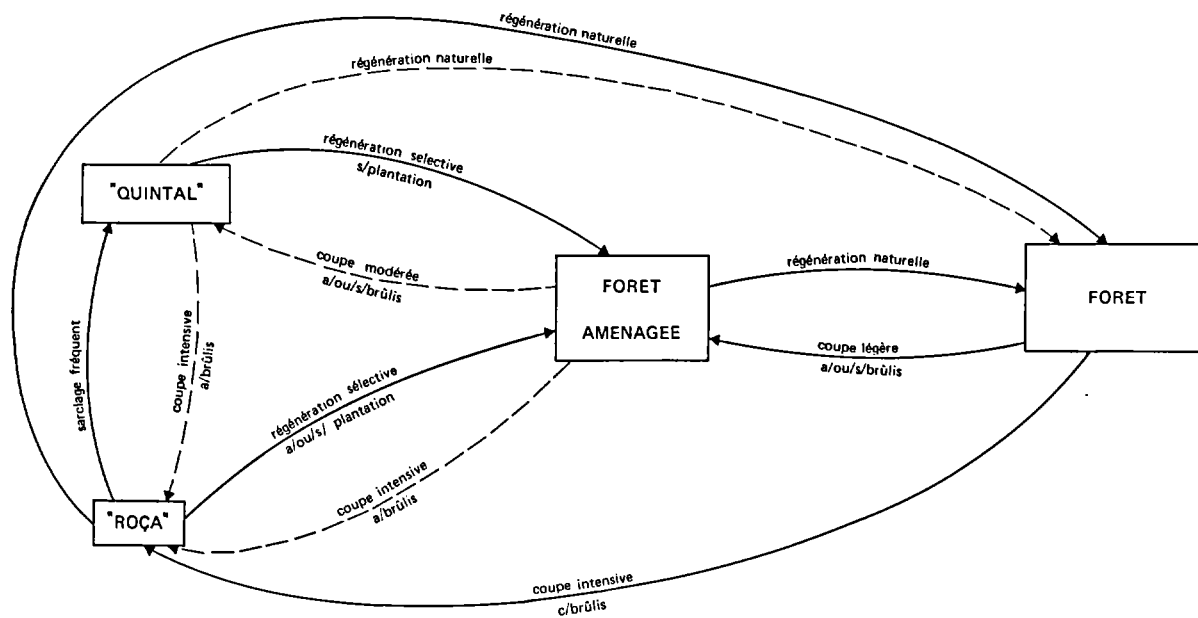 régénération naturelle
régénération naturelle
régénération sélective
s/plantation
"QUINTAL"
coupe modérée
a/ou/s/brûlis
FORET
AMENAGEE
régénération naturelle
FORET
coupe légère
a/ou/s/brûlis
sarclage fréquent
coupe intensive
a/brûlis
régénération sélective
a/ou/s/ plantation
coupe intensive
a/brûlis
"ROÇA"
coupe intensive
c/brûlis